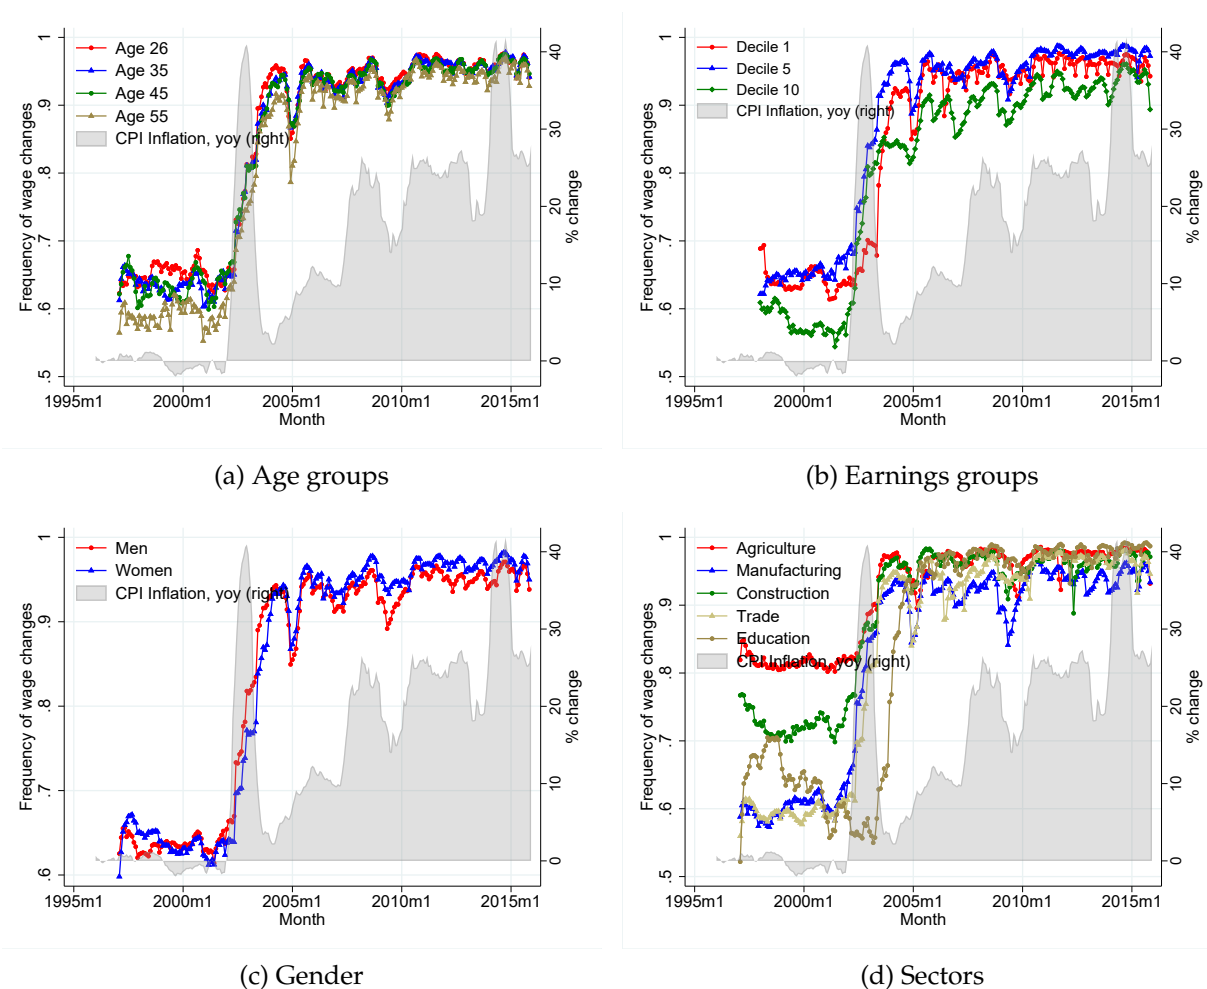 1
.9
.8
.7
.6
.5
Frequency of wage changes
Age 26
Age 35
Age 45
Age 55
CPI Inflation, yoy (right)
40
30
20
10
0
% change
1995m1 2000m1 2005m1 2010m1 2015m1
Month
(a) Age groups
1
.9
.8
.7
.6
.5
Frequency of wage changes
Decile 1
Decile 5
Decile 10
CPI Inflation, yoy (right)
40
30
20
10
0
% change
1995m1 2000m1 2005m1 2010m1 2015m1
Month
(b) Earnings groups
1
.9
.8
.7
.6
Frequency of wage changes
Men
Women
CPI Inflation, yoy (right)
40
30
20
10
0
% change
1995m1 2000m1 2005m1 2010m1 2015m1
Month
(c) Gender
1
.9
.8
.7
.6
.5
Frequency of wage changes
Agriculture
Manufacturing
Construction
Trade
Education
CPI Inflation, yoy (right)
40
30
20
10
0
% change
1995m1 2000m1 2005m1 2010m1 2015m1
Month
(d) Sectors